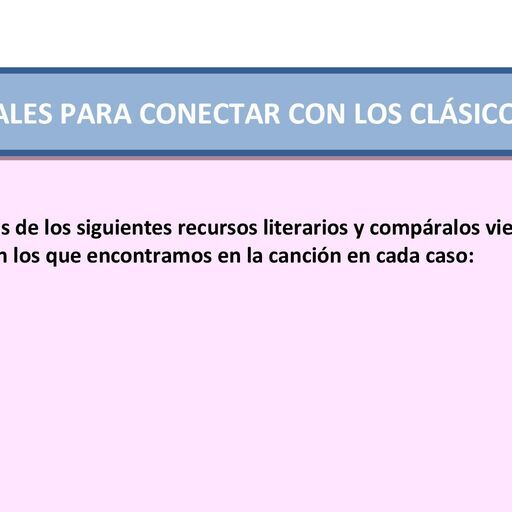 ALES PARA CONECTAR CON LOS CLÁSICO
s de los siguientes recursos literarios y compáralos vie
n los que encontramos en la canción en cada caso: